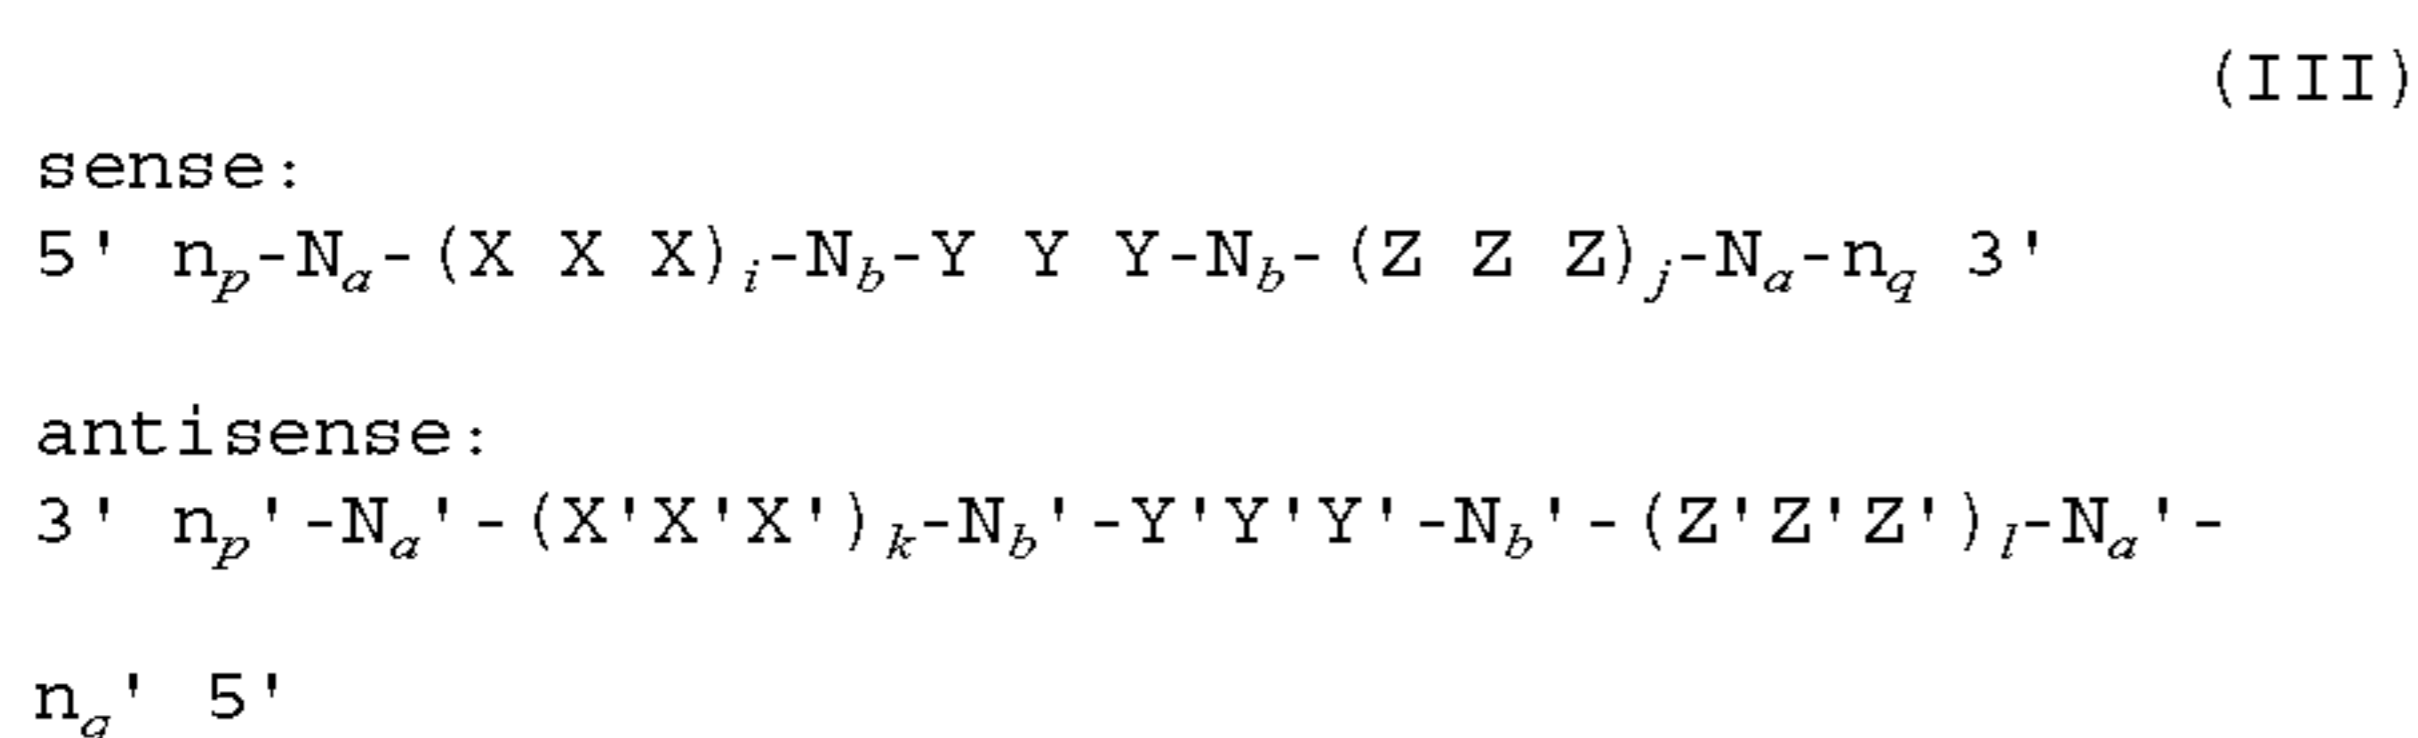 (III)
sense:
5' np-Na-(X X X)i-Nb-Y Y Y-Nb-(Z Z Z)j-Na-nq 3'
antisense:
3' np'-Na'-(X'X'X')k-Nb'-Y'Y'Y'-Nb'-(Z'Z'Z')l-Na'-
nq' 5'